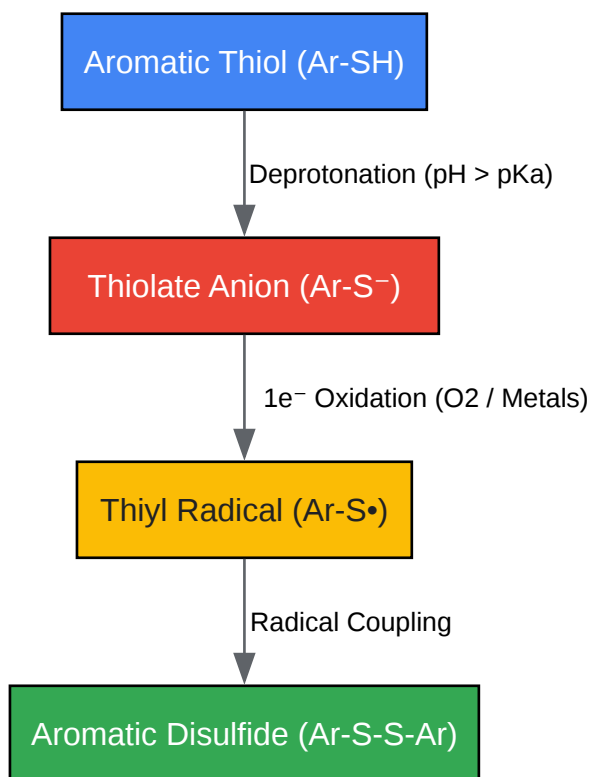 Aromatic Thiol (Ar-SH)
Deprotonation (pH > pKa)
Thiolate Anion (Ar-S⁻)
1e⁻ Oxidation (O2 / Metals)
Thiyl Radical (Ar-S•)
Radical Coupling
Aromatic Disulfide (Ar-S-S-Ar)